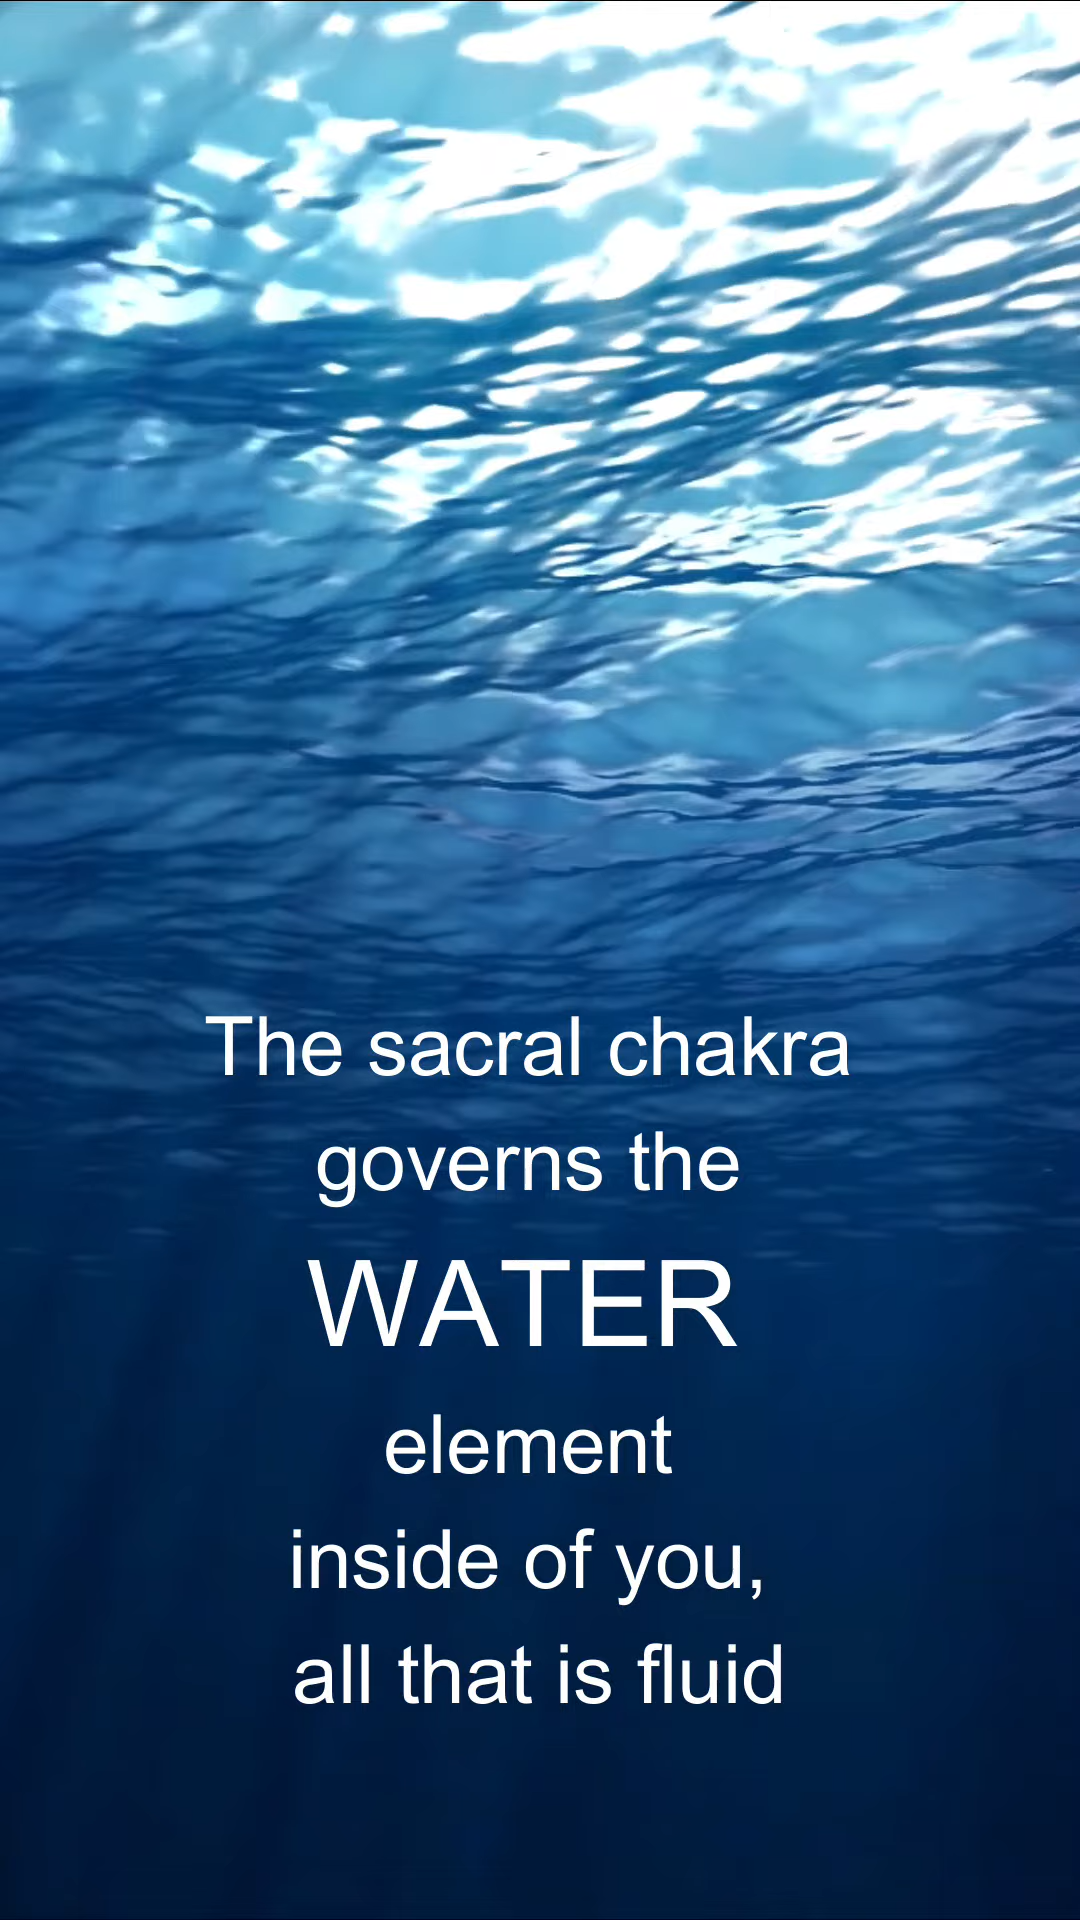 The sacral chakra
governs the
WATER
element
inside of you,
all that is fluid